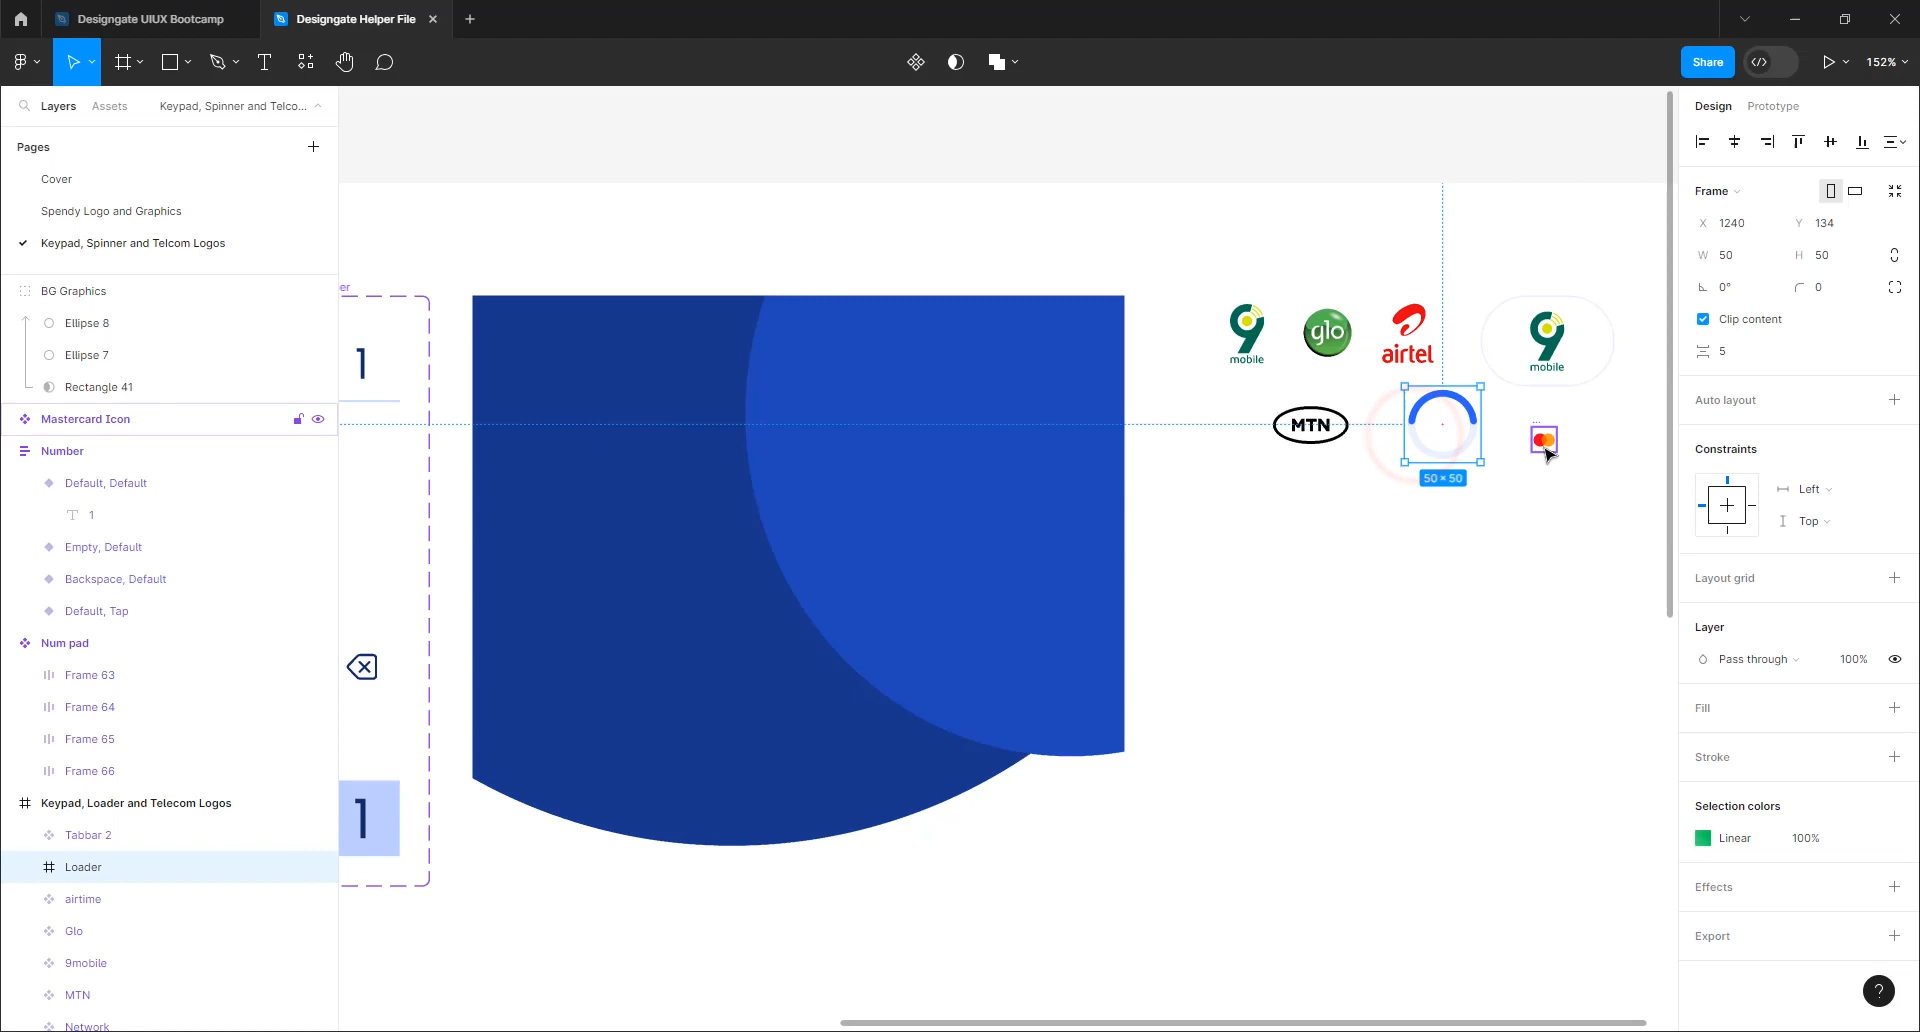 Designgate UIUX Bootcamp
Designgate Helper File
Share
152%
Layers
Assets
Keypad, Spinner and Telco...
Pages
Cover
Spendy Logo and Graphics
Keypad, Spinner and Telcom Logos
BG Graphics
Ellipse 8
Ellipse 7
Rectangle 41
Mastercard Icon
Number
Default, Default
1
Empty, Default
Backspace, Default
Default, Tap
Num pad
Frame 63
Frame 64
Frame 65
Frame 66
Keypad, Loader and Telecom Logos
Tabbar 2
Loader
airtime
Glo
9mobile
MTN
Network
er
1
1
9
mobile
glo
airtel
9
mobile
MTN
50 × 50
...
Design
Prototype
Frame
X 1240
Y 134
W 50
H 50
0°
0
Clip content
5
Auto layout
Constraints
Left
Top
Layout grid
Layer
Pass through
100%
Fill
Stroke
Selection colors
Linear
100%
Effects
Export
?